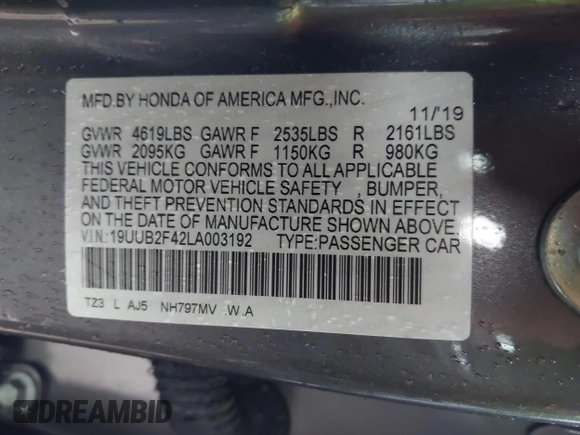 MFD.BY HONDA OF AMERICA MFG.,INC.
11/'19
GVWR 4619LBS GAWR F 2535LBS R 2161LBS
GVWR 2095KG GAWR F 1150KG R 980KG
THIS VEHICLE CONFORMS TO ALL APPLICABLE
FEDERAL MOTOR VEHICLE SAFETY , BUMPER,
AND THEFT PREVENTION STANDARDS IN EFFECT
ON THE DATE OF MANUFACTURE SHOWN ABOVE.
V.I.N:19UUB2F42LA003192 TYPE:PASSENGER CAR
TZ3 L AJ5 NH797MV .W.A
DREAMBID